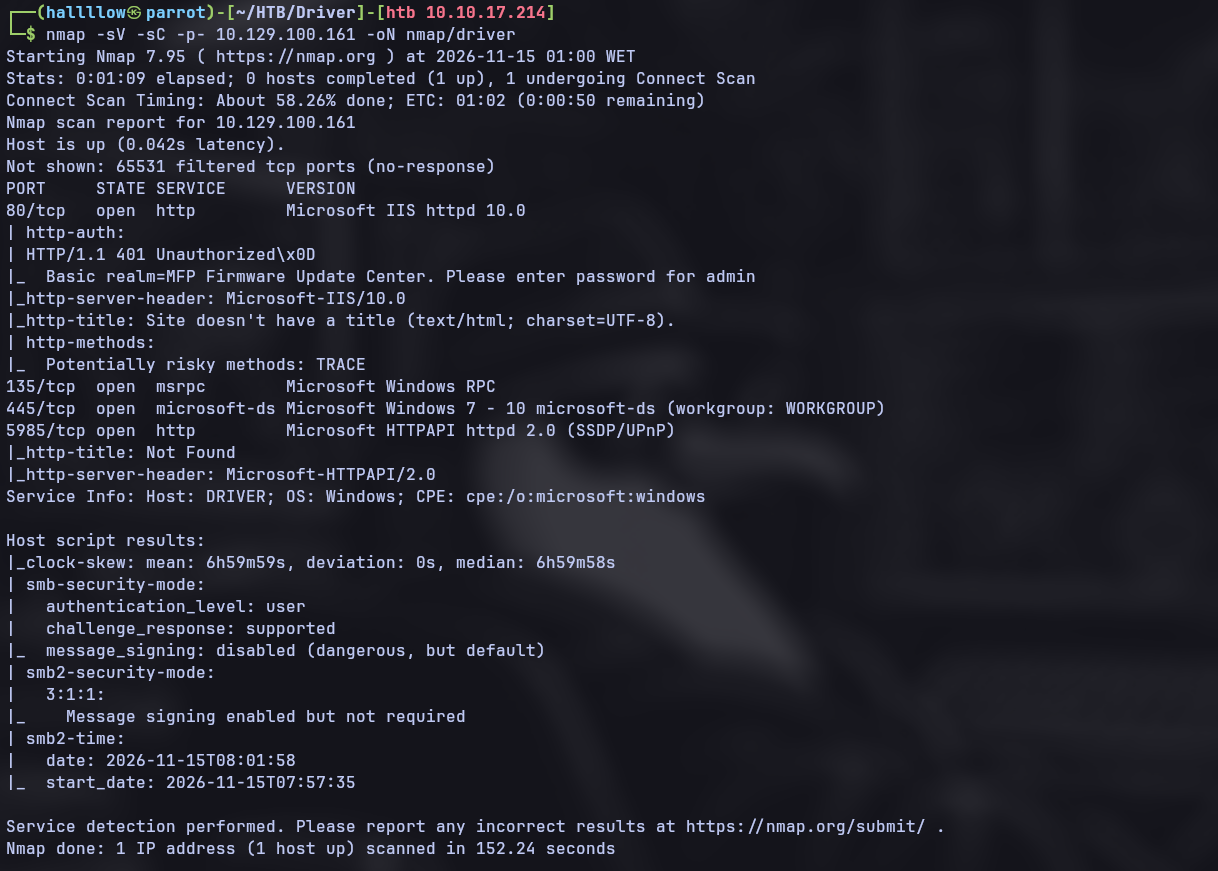 ┌──(hallllow㉿parrot)-[~/HTB/Driver]-[htb 10.10.17.214]
└─$ nmap -sV -sC -p- 10.129.100.161 -oN nmap/driver
Starting Nmap 7.95 ( https://nmap.org ) at 2026-11-15 01:00 WET
Stats: 0:01:09 elapsed; 0 hosts completed (1 up), 1 undergoing Connect Scan
Connect Scan Timing: About 58.26% done; ETC: 01:02 (0:00:50 remaining)
Nmap scan report for 10.129.100.161
Host is up (0.042s latency).
Not shown: 65531 filtered tcp ports (no-response)
PORT     STATE SERVICE      VERSION
80/tcp   open  http         Microsoft IIS httpd 10.0
| http-auth:
| HTTP/1.1 401 Unauthorized\x0D
|_  Basic realm=MFP Firmware Update Center. Please enter password for admin
|_http-server-header: Microsoft-IIS/10.0
|_http-title: Site doesn't have a title (text/html; charset=UTF-8).
| http-methods:
|_  Potentially risky methods: TRACE
135/tcp  open  msrpc        Microsoft Windows RPC
445/tcp  open  microsoft-ds Microsoft Windows 7 - 10 microsoft-ds (workgroup: WORKGROUP)
5985/tcp open  http         Microsoft HTTPAPI httpd 2.0 (SSDP/UPnP)
|_http-title: Not Found
|_http-server-header: Microsoft-HTTPAPI/2.0
Service Info: Host: DRIVER; OS: Windows; CPE: cpe:/o:microsoft:windows

Host script results:
|_clock-skew: mean: 6h59m59s, deviation: 0s, median: 6h59m58s
| smb-security-mode:
|   authentication_level: user
|   challenge_response: supported
|_  message_signing: disabled (dangerous, but default)
| smb2-security-mode:
|   3:1:1:
|_    Message signing enabled but not required
| smb2-time:
|   date: 2026-11-15T08:01:58
|_  start_date: 2026-11-15T07:57:35

Service detection performed. Please report any incorrect results at https://nmap.org/submit/ .
Nmap done: 1 IP address (1 host up) scanned in 152.24 seconds